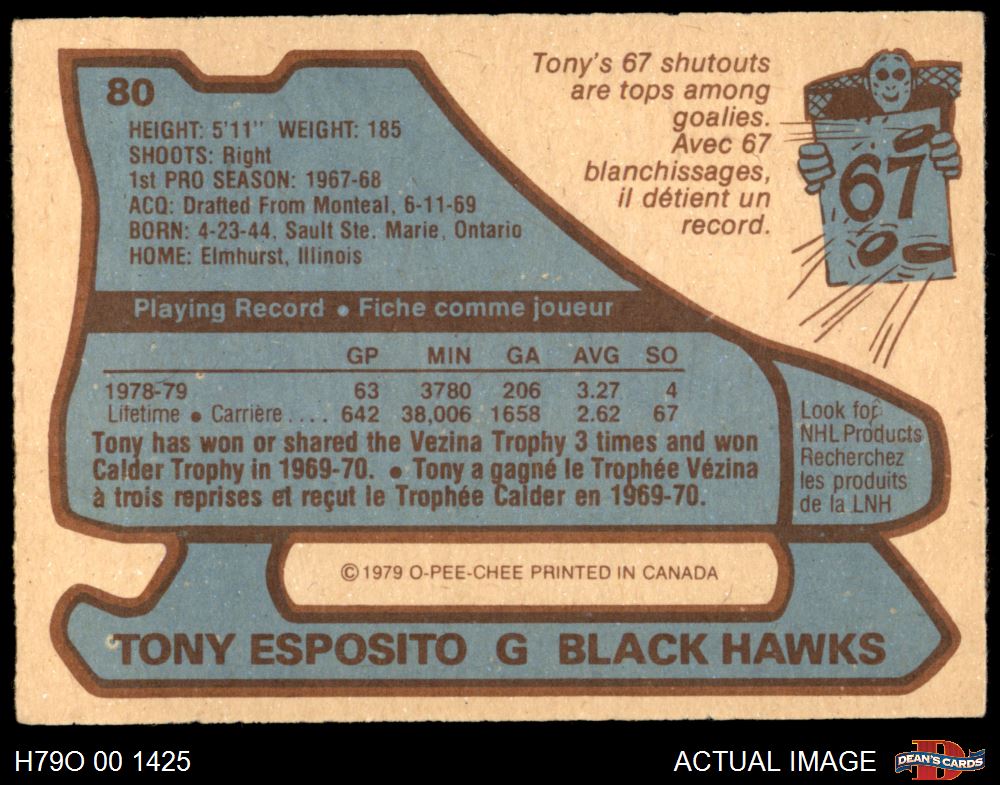 80
HEIGHT: 5'11" WEIGHT: 185
SHOOTS: Right
1st PRO SEASON: 1967-68
ACQ: Drafted From Monteal, 6-11-69
BORN: 4-23-44, Sault Ste. Marie, Ontario
HOME: Elmhurst, Illinois
Tony's 67 shutouts
are tops among
goalies.
Avec 67
blanchissages,
il détient un
record.
67
Playing Record • Fiche comme joueur
GP MIN GA AVG SO
1978-79 63 3780 206 3.27 4
Lifetime • Carrière.... 642 38,006 1658 2.62 67
Tony has won or shared the Vezina Trophy 3 times and won
Calder Trophy in 1969-70. • Tony a gagné le Trophée Vézina
à trois reprises et reçut le Trophée Calder en 1969-70.
Look for
NHL Products
Recherchez
les produits
de la LNH
© 1979 O-PEE-CHEE PRINTED IN CANADA
TONY ESPOSITO G BLACK HAWKS
H79O 00 1425
ACTUAL IMAGE
D
DEAN'S CARDS